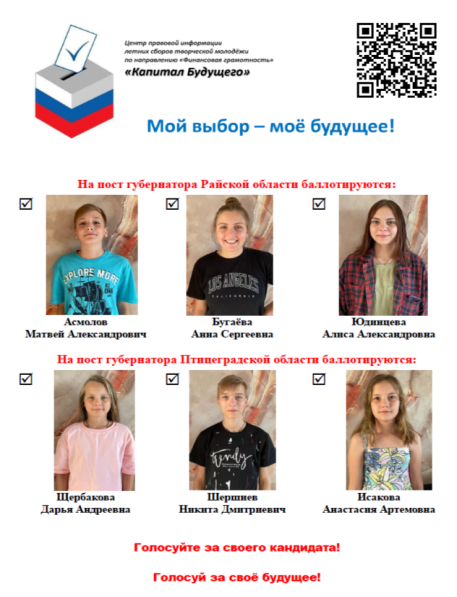 Центр правовой информации
летних сборов творческой молодёжи
по направлению «Финансовая грамотность»
«Капитал Будущего»
Мой выбор – моё будущее!
На пост губернатора Райской области баллотируются:
EXPLORE MORE
LOS ANGELES
CALIFORNIA
Асмолов
Матвей Александрович
Бугаёва
Анна Сергеевна
Юдинцева
Алиса Александровна
На пост губернатора Птицеградской области баллотируются:
trendy
Щербакова
Дарья Андреевна
Шершнев
Никита Дмитриевич
Исакова
Анастасия Артемовна
Голосуйте за своего кандидата!
Голосуй за своё будущее!